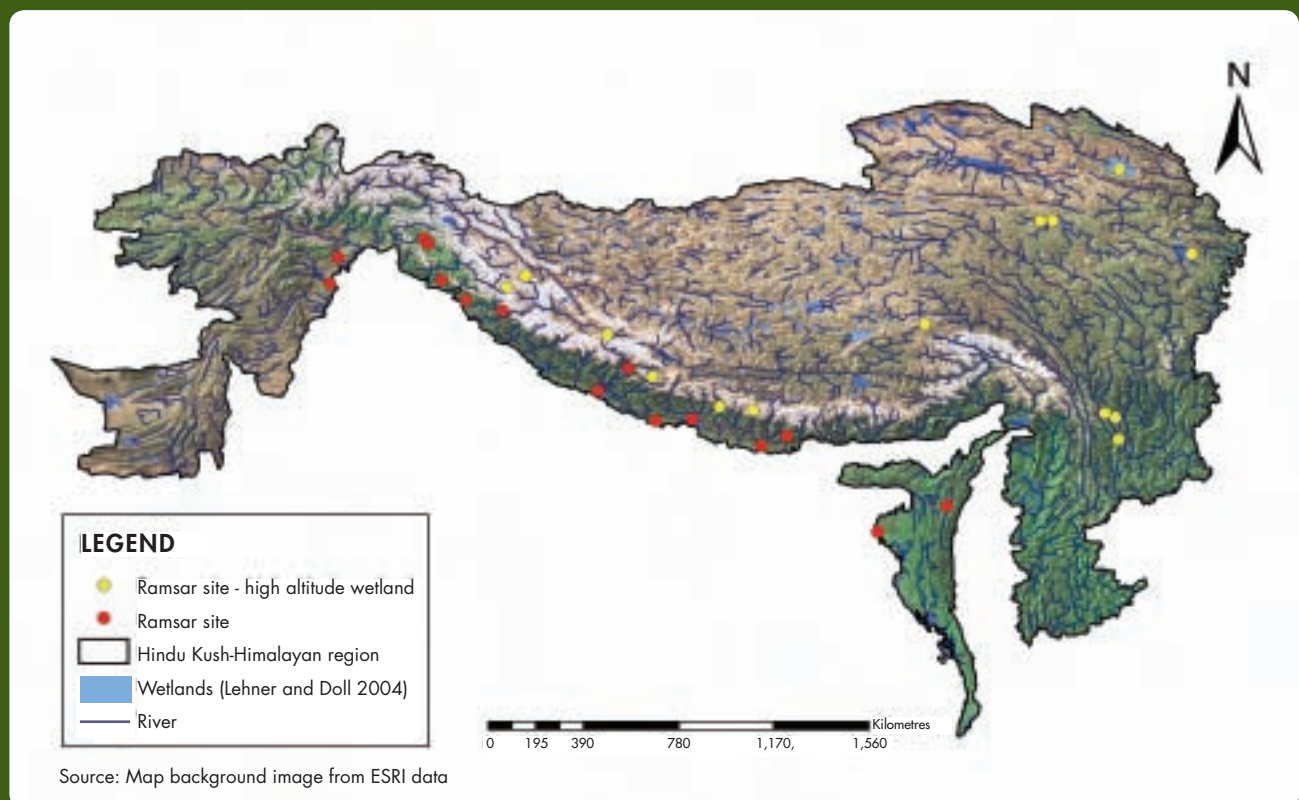 N
LEGEND
Ramsar site - high altitude wetland
Ramsar site
Hindu Kush-Himalayan region
Wetlands (Lehner and Doll 2004)
River
Kilometres
0 195 390 780 1,170, 1,560
Source: Map background image from ESRI data